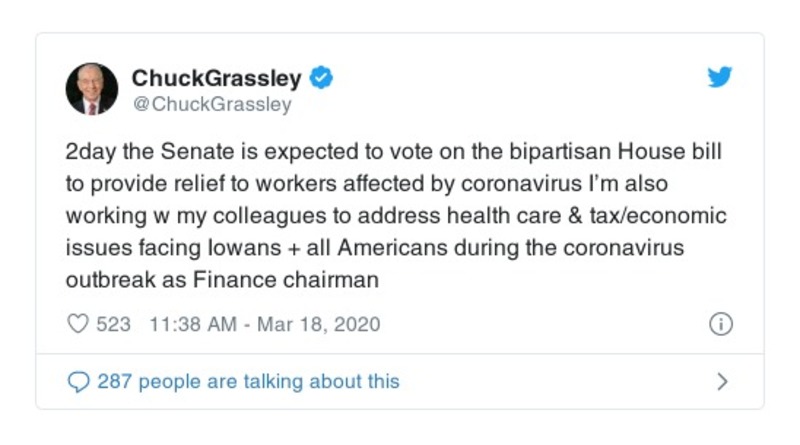 ChuckGrassley
@ChuckGrassley
2day the Senate is expected to vote on the bipartisan House bill
to provide relief to workers affected by coronavirus I’m also
working w my colleagues to address health care & tax/economic
issues facing Iowans + all Americans during the coronavirus
outbreak as Finance chairman
523 11:38 AM - Mar 18, 2020
287 people are talking about this